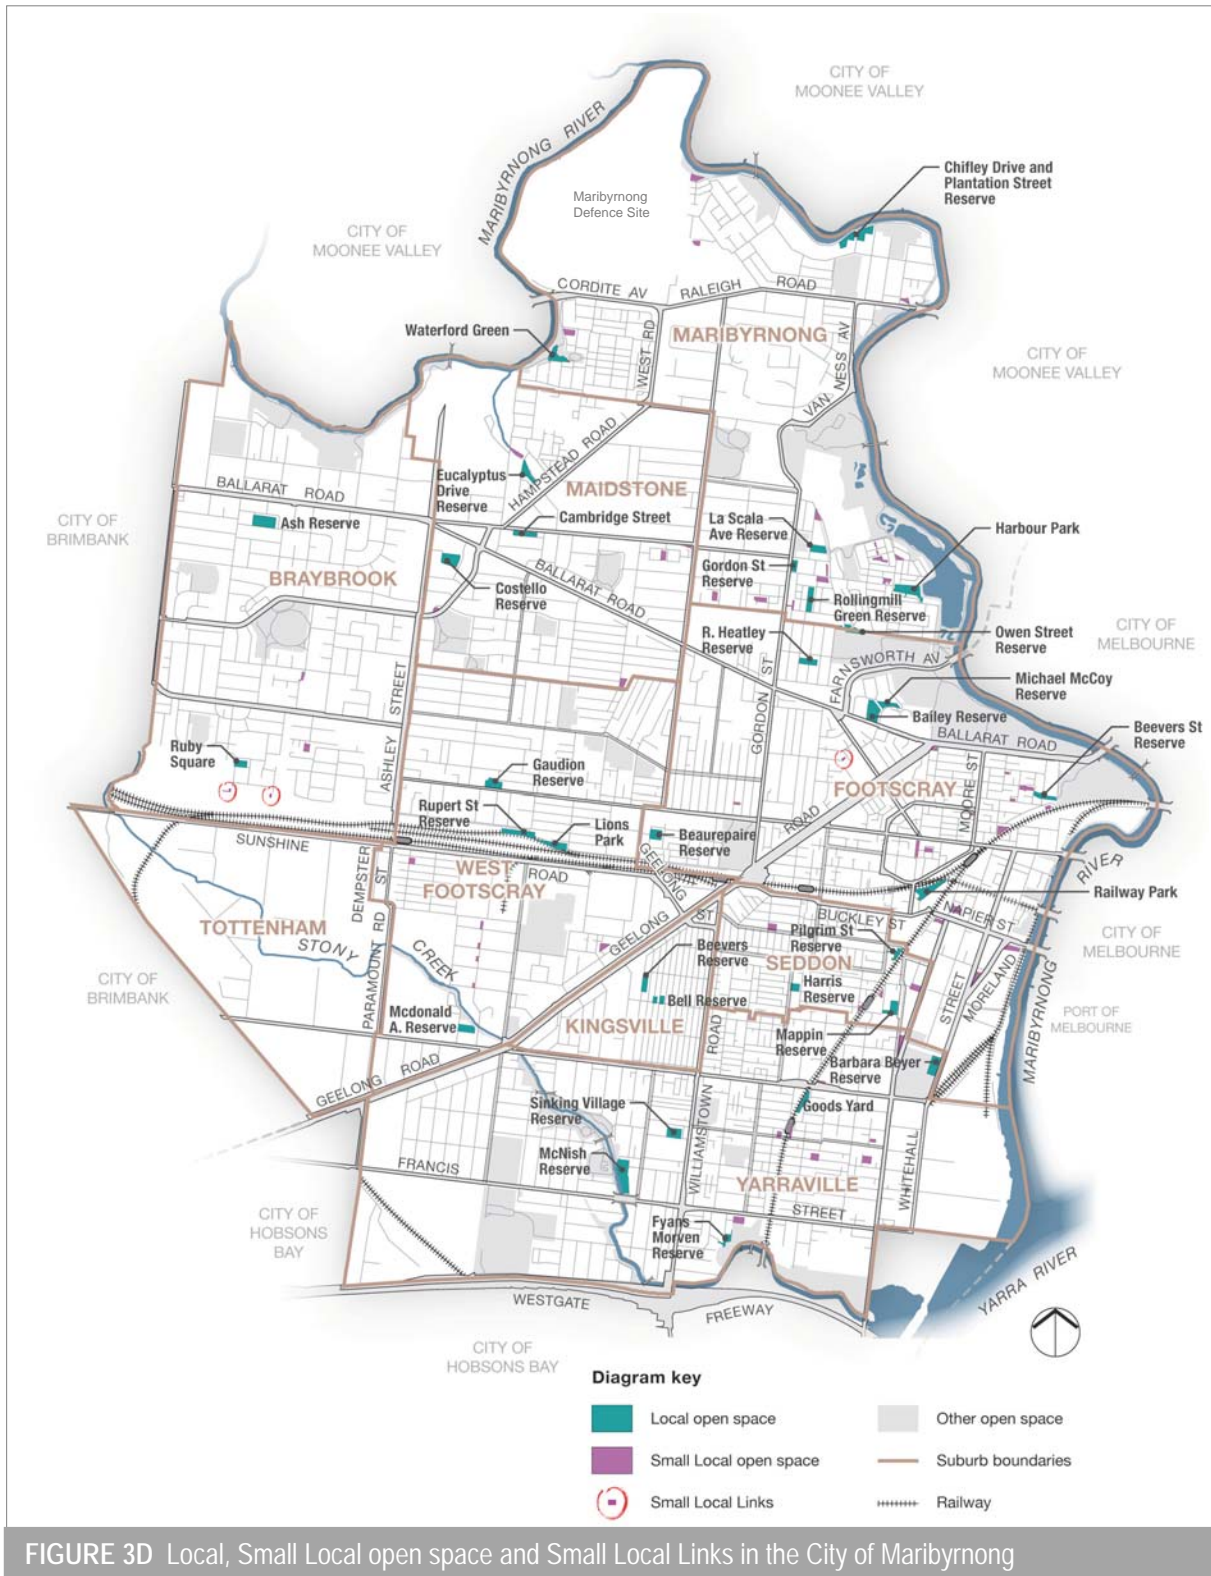 CITY OF
MOONEE VALLEY
MARIBYRNONG RIVER
Chifley Drive and
Plantation Street
Reserve
Maribyrnong
Defence Site
CITY OF
MOONEE VALLEY
CORDITE AV
RALEIGH
ROAD
Waterford Green
MARIBYRNONG
WEST RD
VAN NESS AV
CITY OF
MOONEE VALLEY
HAMPSTEAD ROAD
Eucalyptus
Drive
Reserve
MAIDSTONE
BALLARAT ROAD
CITY OF
BRIMBANK
Ash Reserve
Cambridge Street
La Scala
Ave Reserve
Harbour Park
BRAYBROOK
Costello
Reserve
BALLARAT ROAD
Gordon St
Reserve
Rollingmill
Green Reserve
R. Heatley
Reserve
Owen Street
Reserve
CITY OF
MELBOURNE
FARNSWORTH AV
Michael McCoy
Reserve
ASHLEY STREET
GORDON ST
Bailey Reserve
BALLARAT ROAD
Beevers St
Reserve
Ruby
Square
Gaudion
Reserve
FOOTSCRAY
MOORE ST
Rupert St
Reserve
Lions
Park
Beaurepaire
Reserve
ROAD
SUNSHINE
ROAD
GEELONG ST
RIVER
WEST
FOOTSCRAY
DEMPSTER ST
Railway Park
BUCKLEY ST
NAPIER ST
TOTTENHAM
STONY
CREEK
PARAMOUNT RD
GEELONG
Beevers
Reserve
Pilgrim St
Reserve
SEDDON
CITY OF
MELBOURNE
CITY OF
BRIMBANK
Harris
Reserve
Bell Reserve
STREET
MORELAND
MARIBYRNONG
PORT OF
MELBOURNE
Mcdonald
A. Reserve
KINGSVILLE
ROAD
Mappin
Reserve
Barbara Beyer
Reserve
GEELONG ROAD
Sinking Village
Reserve
Goods Yard
WILLIAMSTOWN
WHITEHALL
McNish
Reserve
FRANCIS
YARRAVILLE
STREET
CITY OF
HOBSONS
BAY
Fyans
Morven
Reserve
YARRA RIVER
WESTGATE
FREEWAY
CITY OF
HOBSONS BAY
Diagram key
Local open space
Other open space
Small Local open space
Suburb boundaries
Small Local Links
Railway
FIGURE 3D Local, Small Local open space and Small Local Links in the City of Maribyrnong